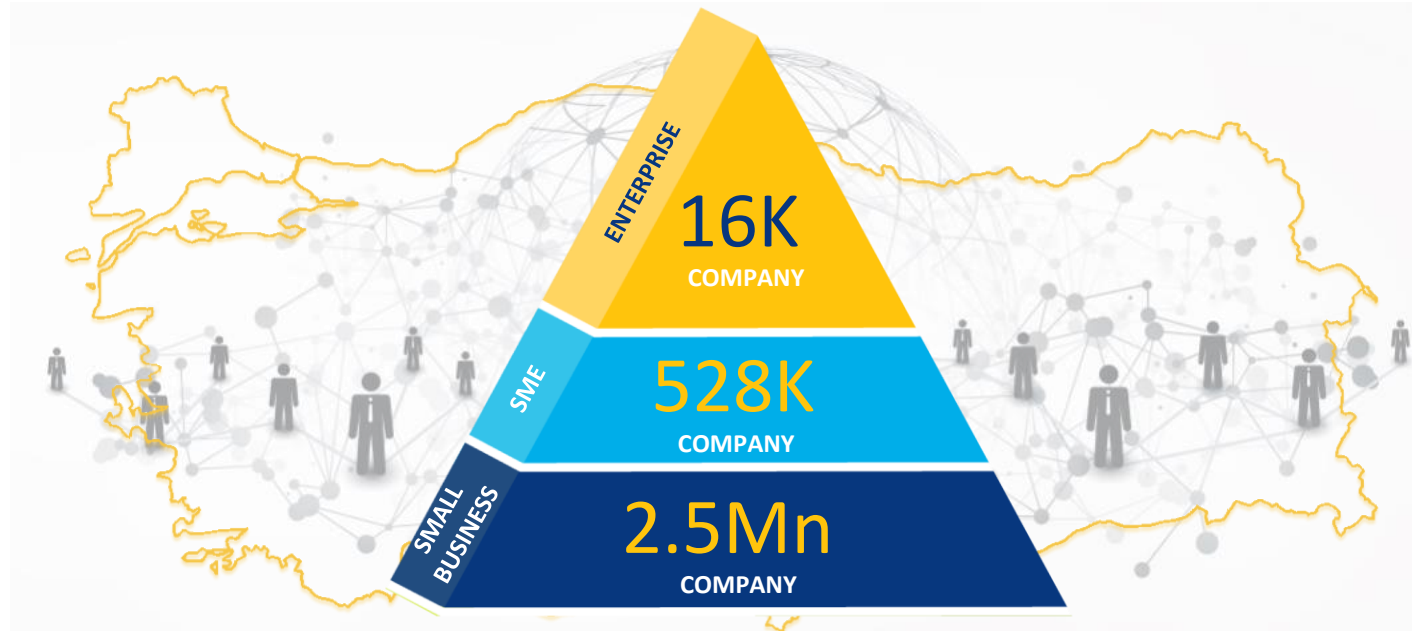 ENTERPRISE
16K
COMPANY
SME
528K
COMPANY
SMALL
BUSINESS
2.5Mn
COMPANY